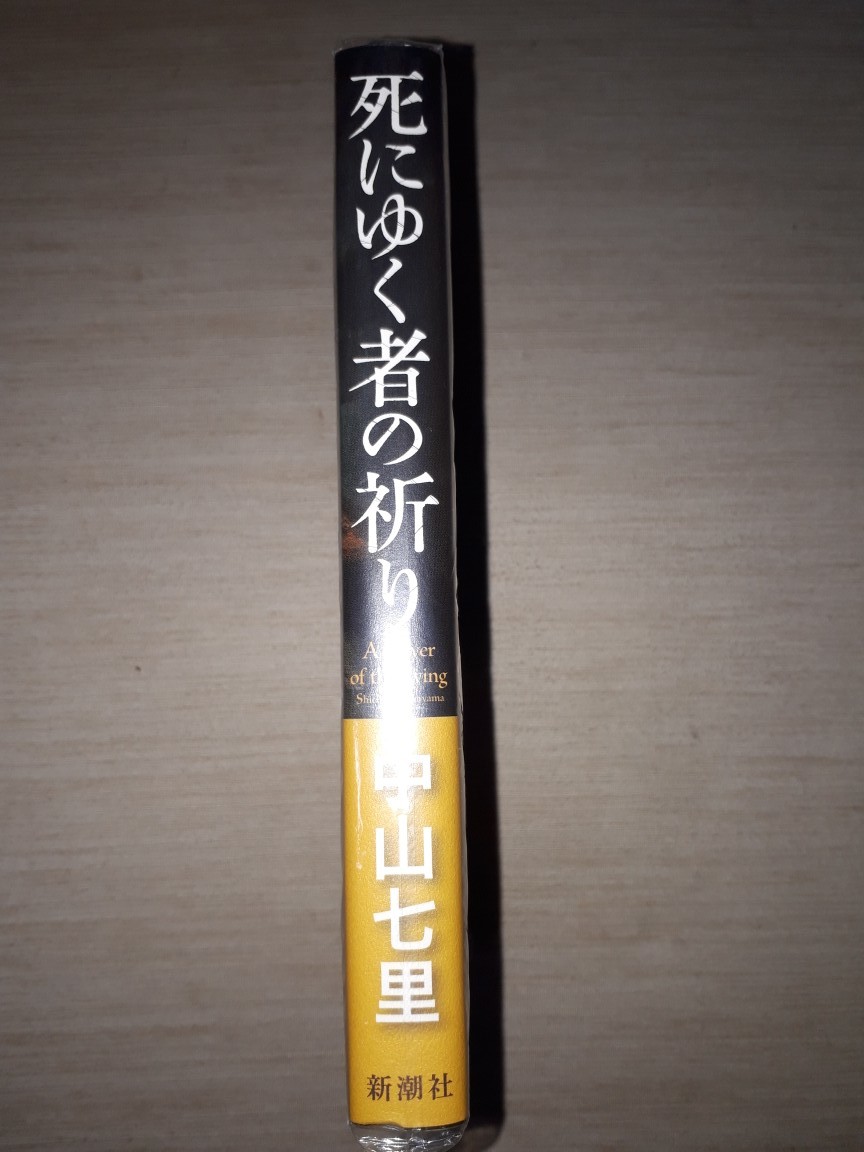 死にゆく者の祈り
of
中山七里
新潮社